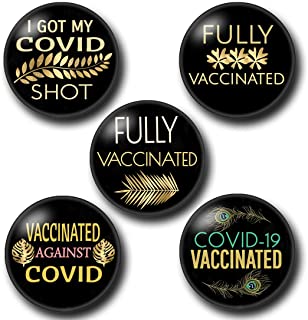 I GOT MY
COVID
SHOT
FULLY
VACCINATED
FULLY
VACCINATED
VACCINATED
AGAINST
COVID
COVID-19
VACCINATED